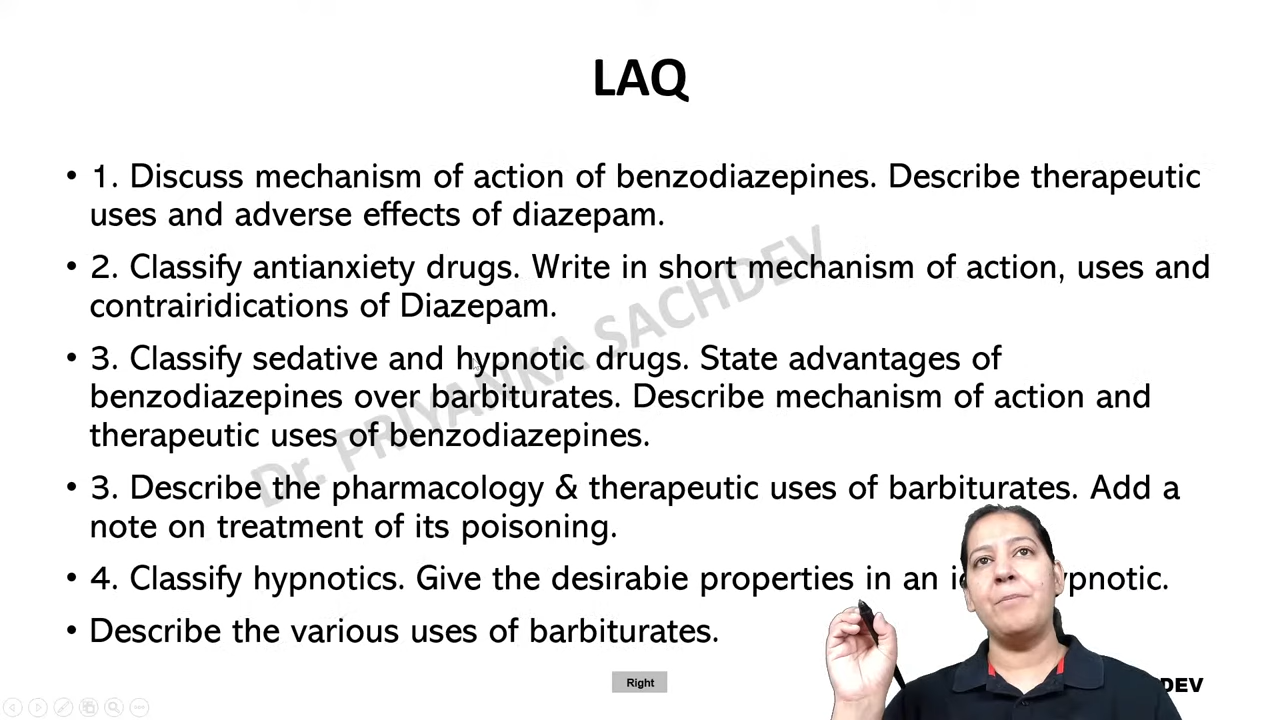 LAQ
• 1. Discuss mechanism of action of benzodiazepines. Describe therapeutic
uses and adverse effects of diazepam.
• 2. Classify antianxiety drugs. Write in short mechanism of action, uses and
contrairidications of Diazepam.
• 3. Classify sedative and hypnotic drugs. State advantages of
benzodiazepines over barbiturates. Describe mechanism of action and
therapeutic uses of benzodiazepines.
• 3. Describe the pharmacology & therapeutic uses of barbiturates. Add a
note on treatment of its poisoning.
• 4. Classify hypnotics. Give the desirabie properties in an ypnotic.
• Describe the various uses of barbiturates.
Dr. PRIYANKA SACHDEV
Right
DEV